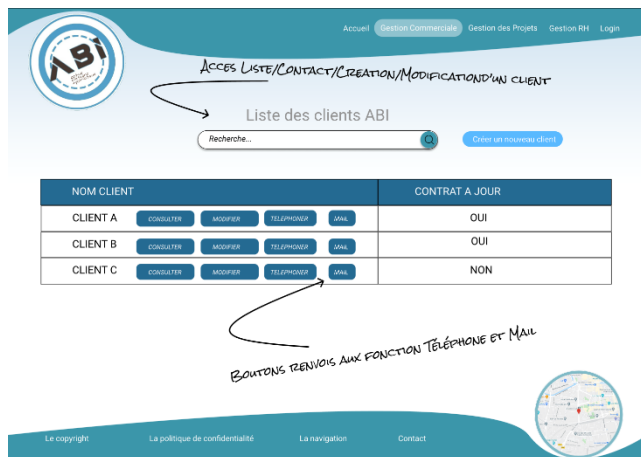 Accueil Gestion Commerciale Gestion des Projets Gestion RH Login
ABI
ACCES LISTE/CONTACT/CREATION/MODIFICATIOND'UN CLIENT
Liste des clients ABI
Recherche...
Créer un nouveau client
NOM CLIENT CONTRAT A JOUR
CLIENT A CONSULTER MODIFIER TELEPHONER MAIL OUI
CLIENT B CONSULTER MODIFIER TELEPHONER MAIL OUI
CLIENT C CONSULTER MODIFIER TELEPHONER MAIL NON
BOUTONS RENVOIS AUX FONCTION TÉLÉPHONE ET MAIL
Le copyright La politique de confidentialité La navigation Contact